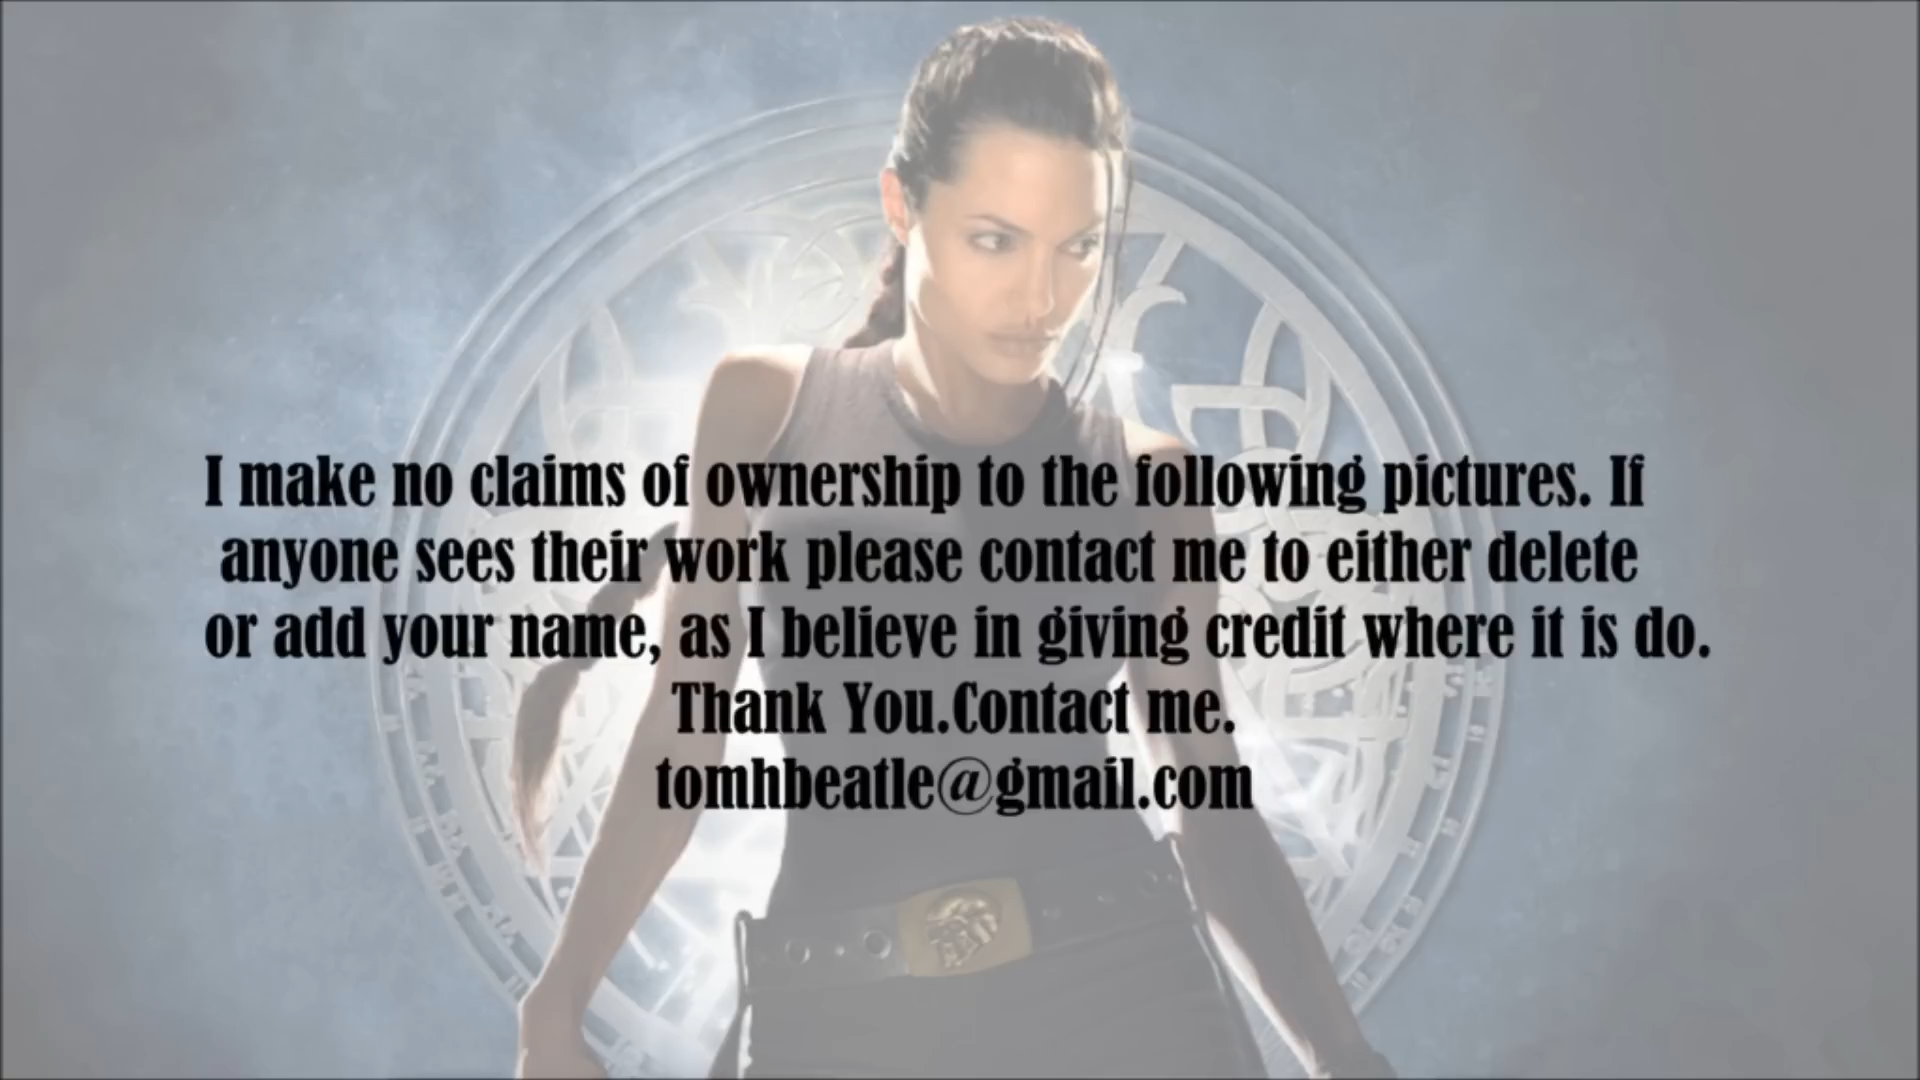 I make no claims of ownership to the following pictures. If
anyone sees their work please contact me to either delete
or add your name, as I believe in giving credit where it is do.
Thank You.Contact me.
tomhbeatle@gmail.com